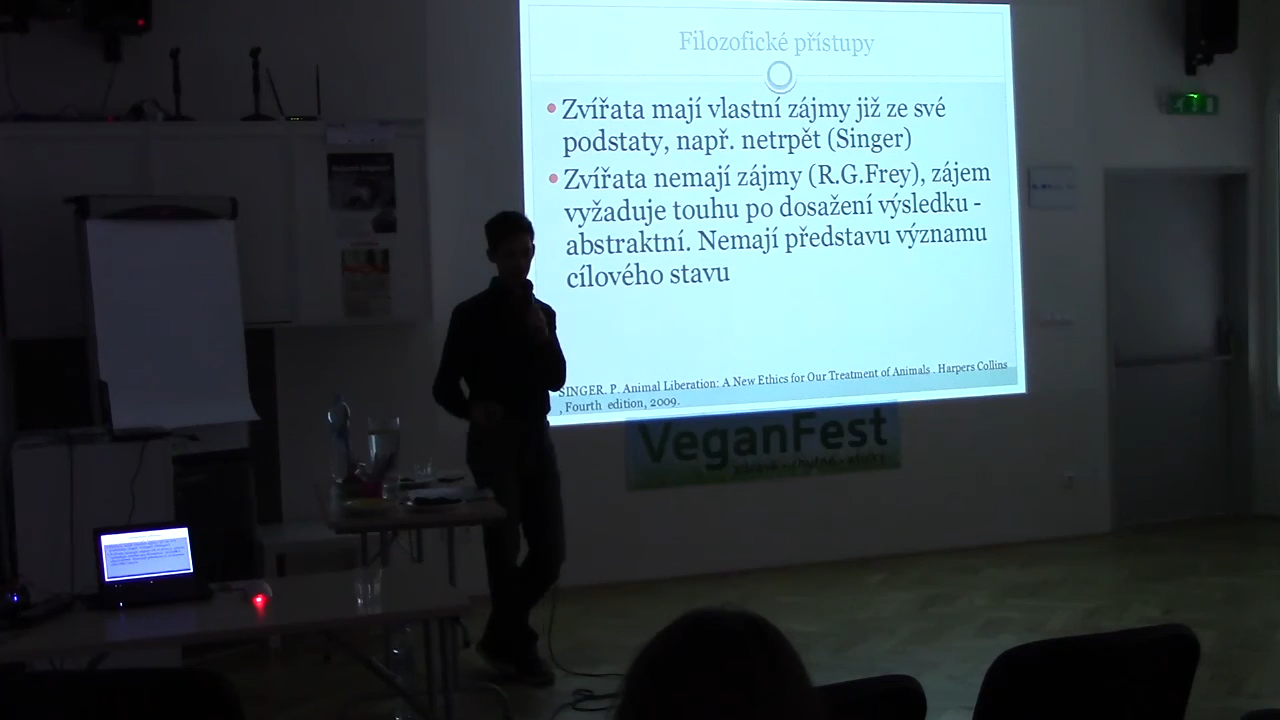 Filozofické přístupy
Zvířata mají vlastní zájmy již ze své
podstaty, např. netrpět (Singer)
Zvířata nemají zájmy (R.G.Frey), zájem
vyžaduje touhu po dosažení výsledku -
abstraktní. Nemají představu významu
cílového stavu
SINGER. P. Animal Liberation: A New Ethics for Our Treatment of Animals . Harpers Collins
, Fourth edition, 2009.
VeganFest